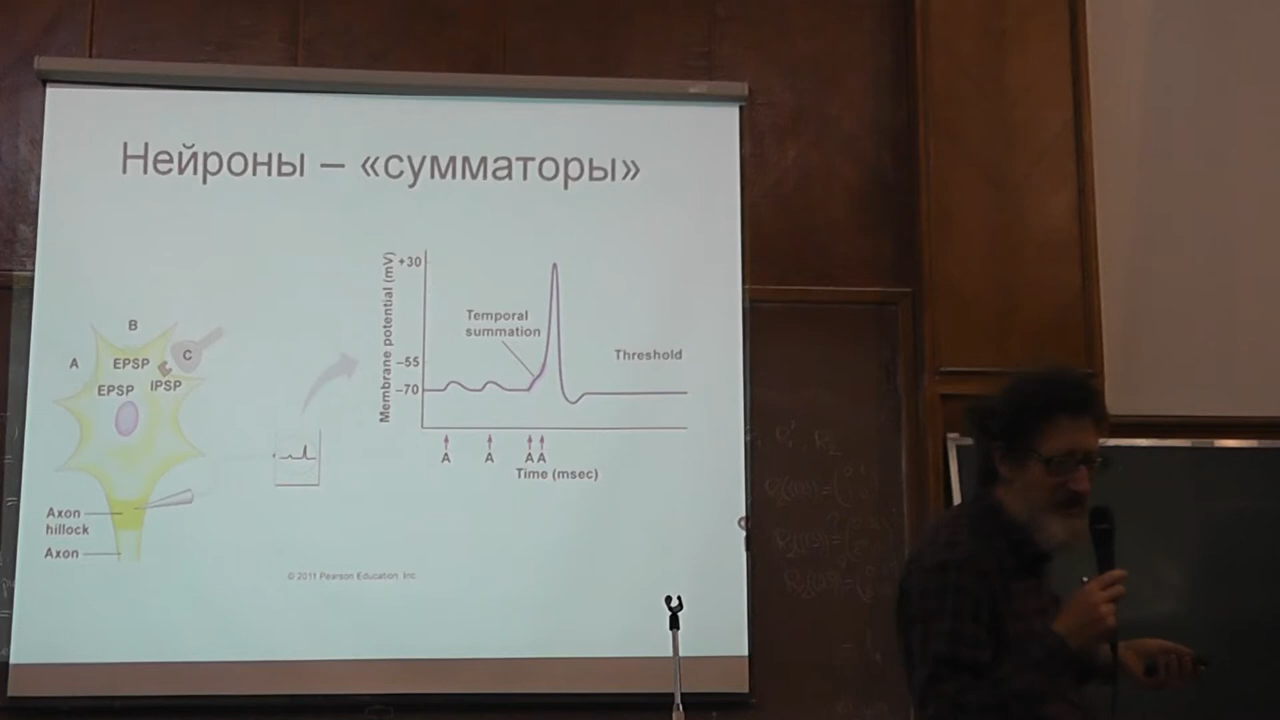 Нейроны – «сумматоры»
B
A
C
EPSP
EPSP
IPSP
Axon
hillock
Axon
Membrane potential (mV)
+30
–55
–70
Temporal
summation
Threshold
A
A
A A
Time (msec)
© 2011 Pearson Education, Inc.